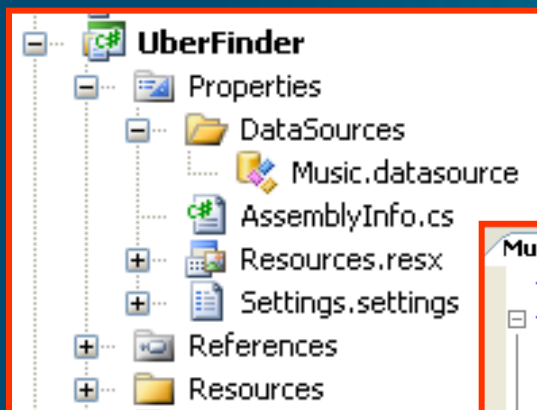 UberFinder
Properties
DataSources
Music.datasource
AssemblyInfo.cs
Resources.resx
Settings.settings
References
Resources
Mu